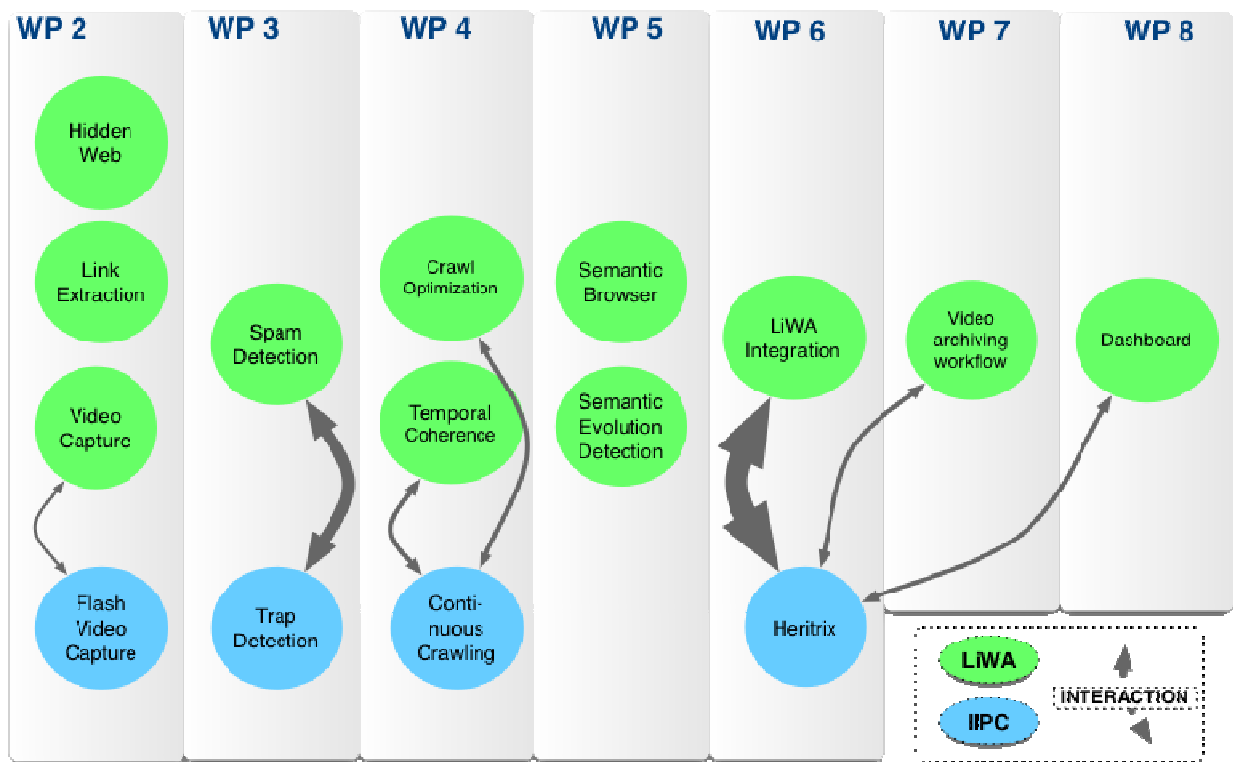 WP 2
WP 3
WP 4
WP 5
WP 6
WP 7
WP 8
Hidden
Web
Link
Extraction
Video
Capture
Flash
Video
Capture
Spam
Detection
Trap
Detection
Crawl
Optimization
Temporal
Coherence
Conti-
nuous
Crawling
Semantic
Browser
Semantic
Evolution
Detection
LiWA
Integration
Heritrix
Video
archiving
workflow
Dashboard
LiWA
IIPC
INTERACTION